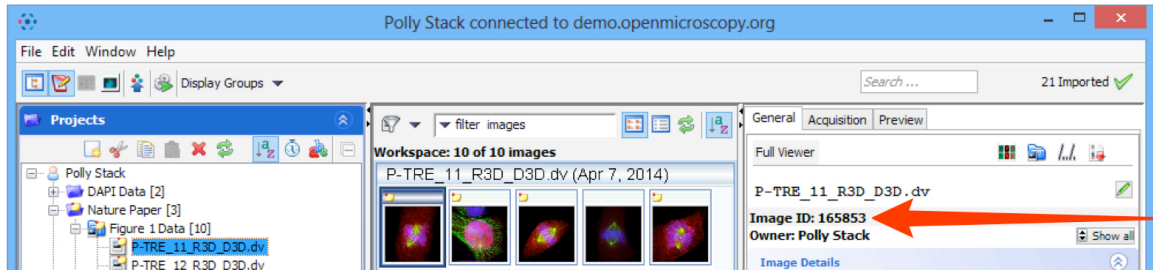 Polly Stack connected to demo.openmicroscopy.org
File Edit Window Help
Display Groups
Search ...
21 Imported
Projects
filter images
General Acquisition Preview
Workspace: 10 of 10 images
Full Viewer
Polly Stack
DAPI Data [2]
Nature Paper [3]
Figure 1 Data [10]
P-TRE_11_R3D_D3D.dv
P-TRE_12_R3D_D3D.dv
P-TRE_11_R3D_D3D.dv (Apr 7, 2014)
P-TRE_11_R3D_D3D.dv
Image ID: 165853
Owner: Polly Stack
Show all
Image Details